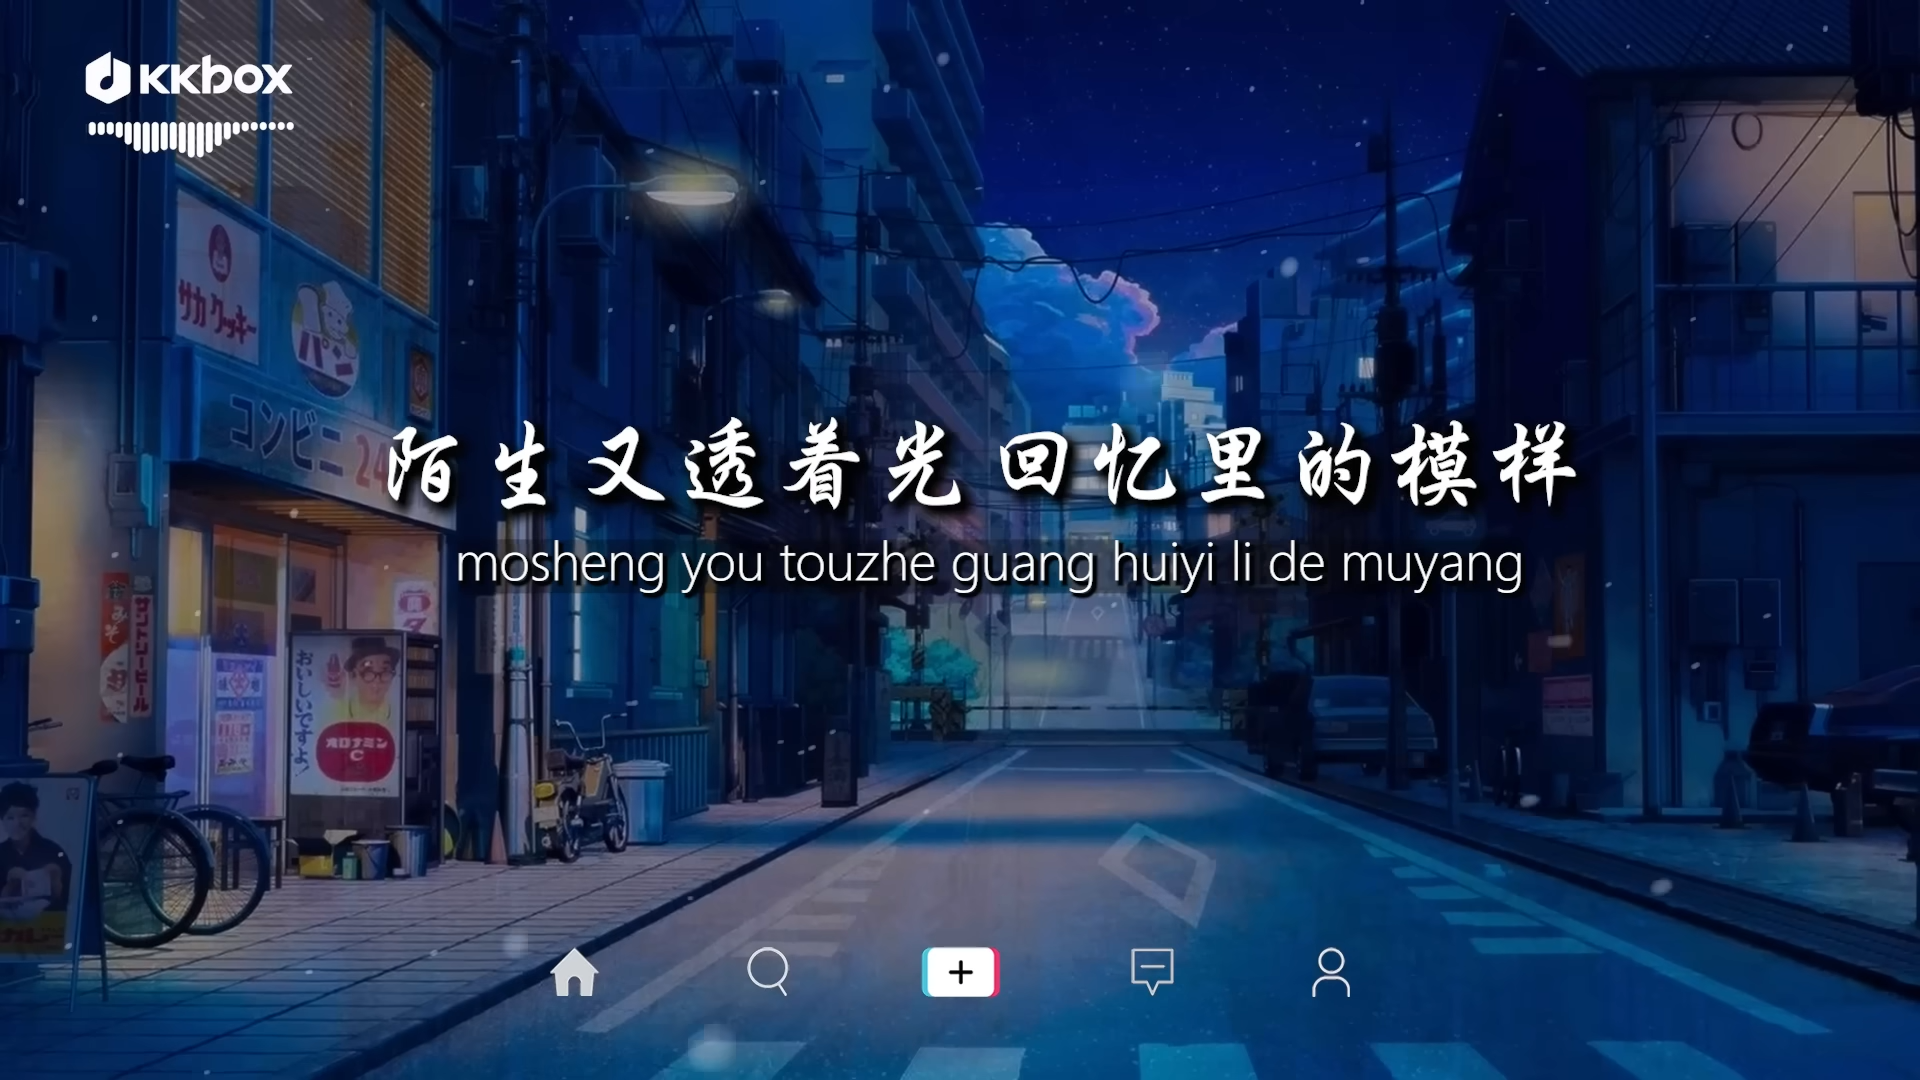 KKBOX
サカクッキー
パン
コンビニ 24
陌生又透着光 回忆里的模样
mosheng you touzhe guang huiyi li de muyang
おいしいですよ!
オロナミン
C